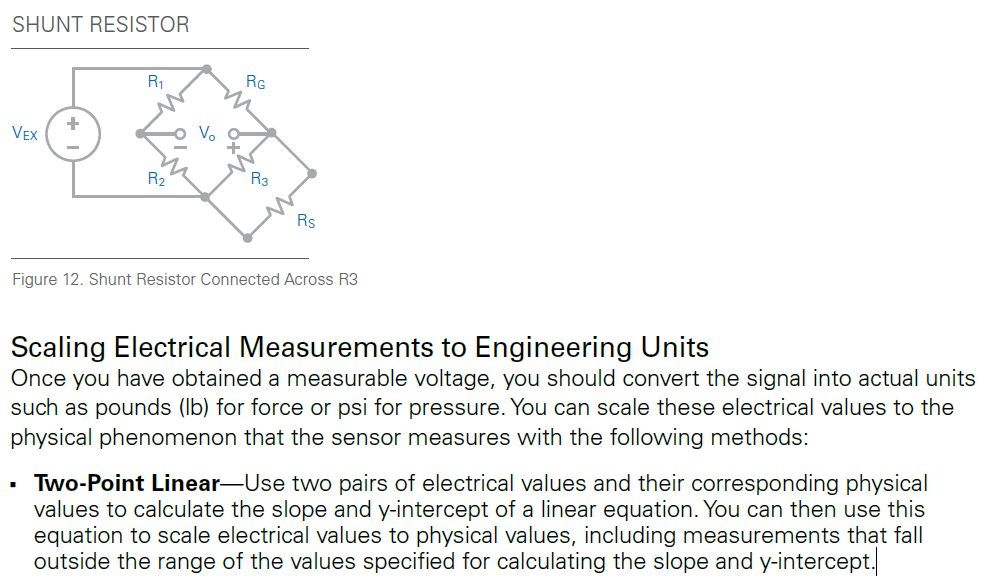 SHUNT RESISTOR
R1 RG
VEX + Vo
− − +
R2 R3
RS
Figure 12. Shunt Resistor Connected Across R3
Scaling Electrical Measurements to Engineering Units
Once you have obtained a measurable voltage, you should convert the signal into actual units
such as pounds (lb) for force or psi for pressure. You can scale these electrical values to the
physical phenomenon that the sensor measures with the following methods:
▪ Two-Point Linear—Use two pairs of electrical values and their corresponding physical
values to calculate the slope and y-intercept of a linear equation. You can then use this
equation to scale electrical values to physical values, including measurements that fall
outside the range of the values specified for calculating the slope and y-intercept.